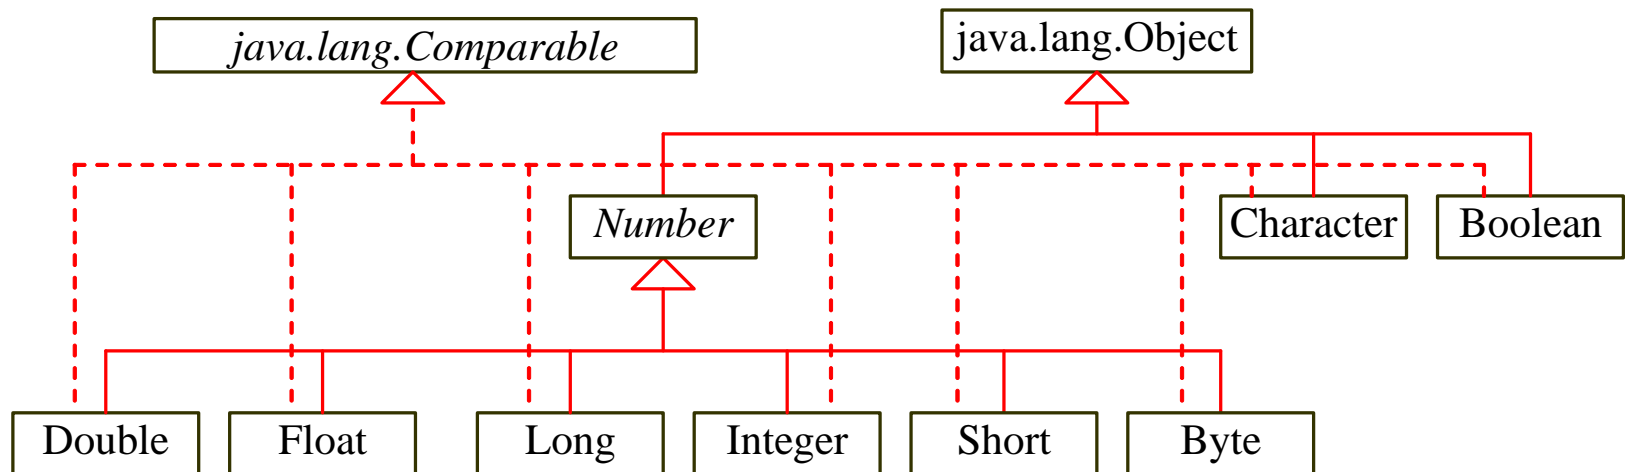 java.lang.Comparable
java.lang.Object
Number
Character
Boolean
Double
Float
Long
Integer
Short
Byte